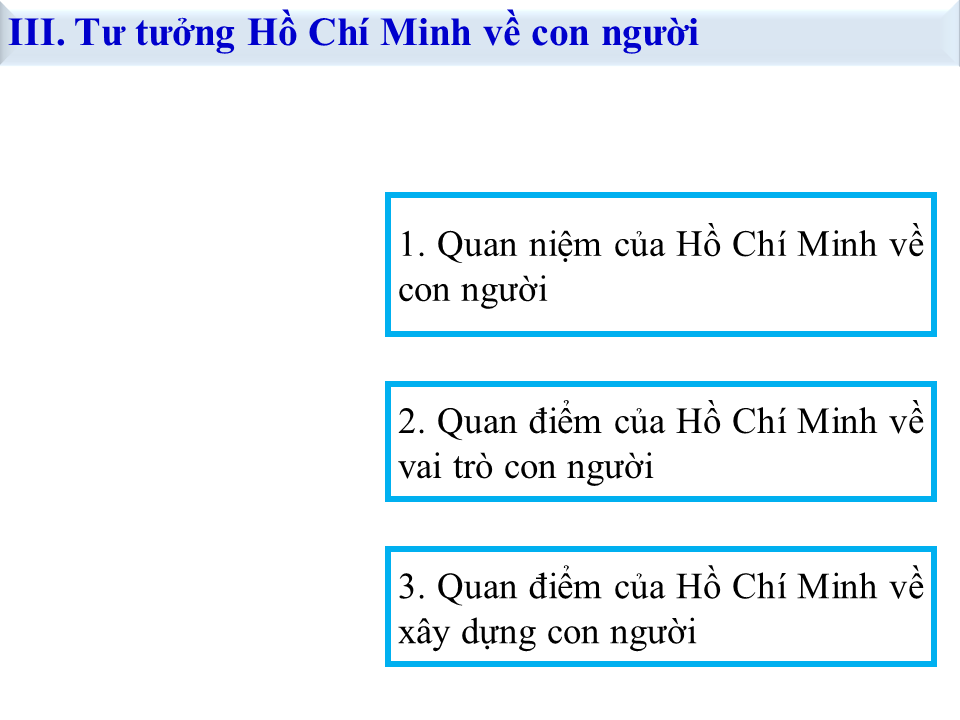 III. Tư tưởng Hồ Chí Minh về con người
1. Quan niệm của Hồ Chí Minh về
con người
2. Quan điểm của Hồ Chí Minh về
vai trò con người
3. Quan điểm của Hồ Chí Minh về
xây dựng con người